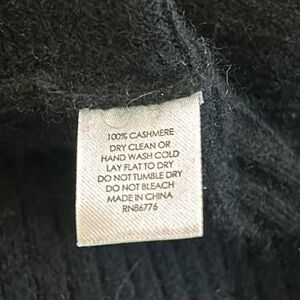 100% CASHMERE
DRY CLEAN OR
HAND WASH COLD
LAY FLAT TO DRY
DO NOT TUMBLE DRY
DO NOT BLEACH
MADE IN CHINA
RN86776